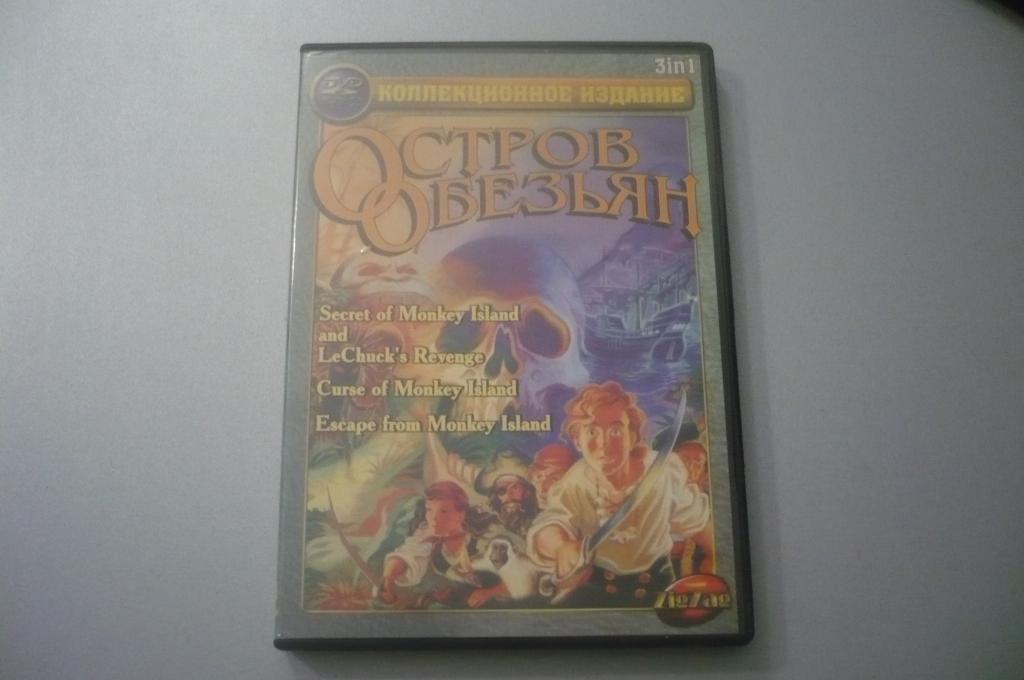 3in1
КОЛЛЕКЦИОННОЕ ИЗДАНИЕ
ОСТРОВ
ОБЕЗЬЯН
Secret of Monkey Island
and
LeChuck's Revenge
Curse of Monkey Island
Escape from Monkey Island
ZigZag